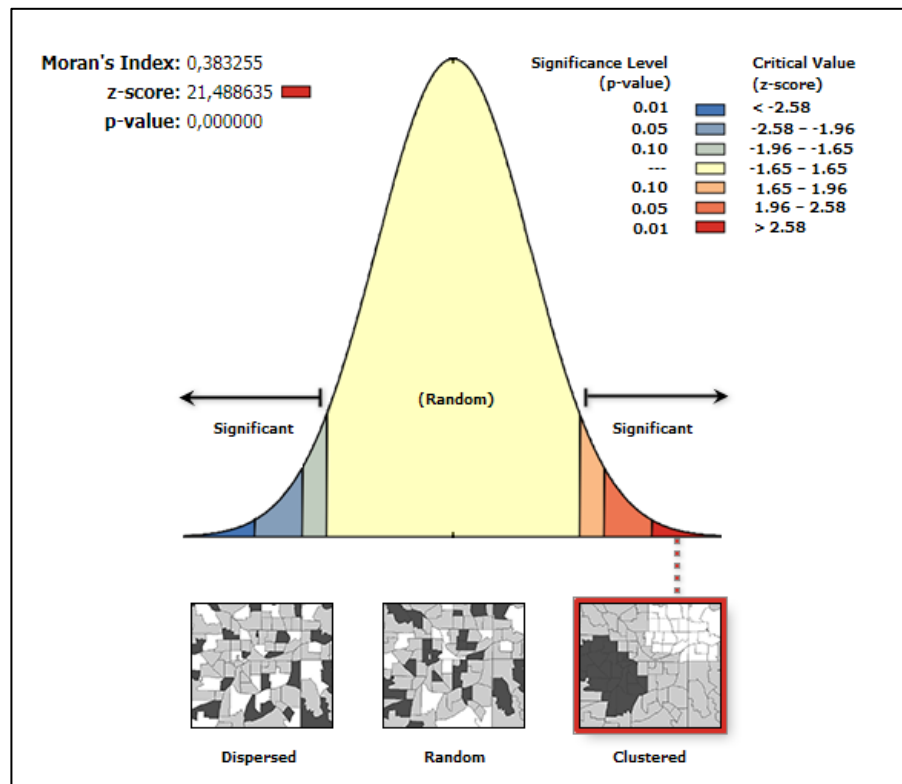 Moran's Index: 0,383255
z-score: 21,488635
p-value: 0,000000
Significance Level
(p-value)
Critical Value
(z-score)
0.01 < -2.58
0.05 -2.58 – -1.96
0.10 -1.96 – -1.65
--- -1.65 – 1.65
0.10 1.65 – 1.96
0.05 1.96 – 2.58
0.01 > 2.58
(Random)
Significant
Significant
Dispersed
Random
Clustered